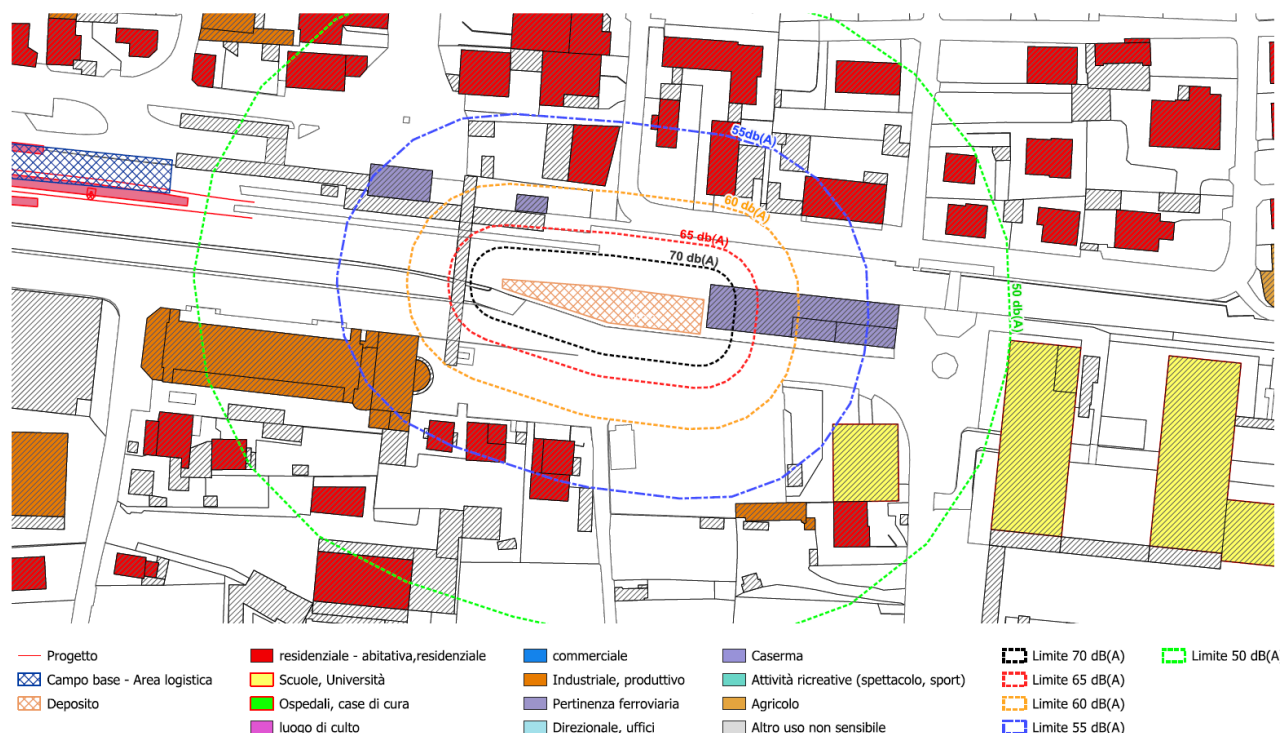 55db(A)
60 db(A)
65 db(A)
70 db(A)
50 db(A)
Progetto
Campo base - Area logistica
Deposito
residenziale - abitativa,residenziale
Scuole, Università
Ospedali, case di cura
luogo di culto
commerciale
Industriale, produttivo
Pertinenza ferroviaria
Direzionale, uffici
Caserma
Attività ricreative (spettacolo, sport)
Agricolo
Altro uso non sensibile
Limite 70 dB(A)
Limite 65 dB(A)
Limite 60 dB(A)
Limite 55 dB(A)
Limite 50 dB(A